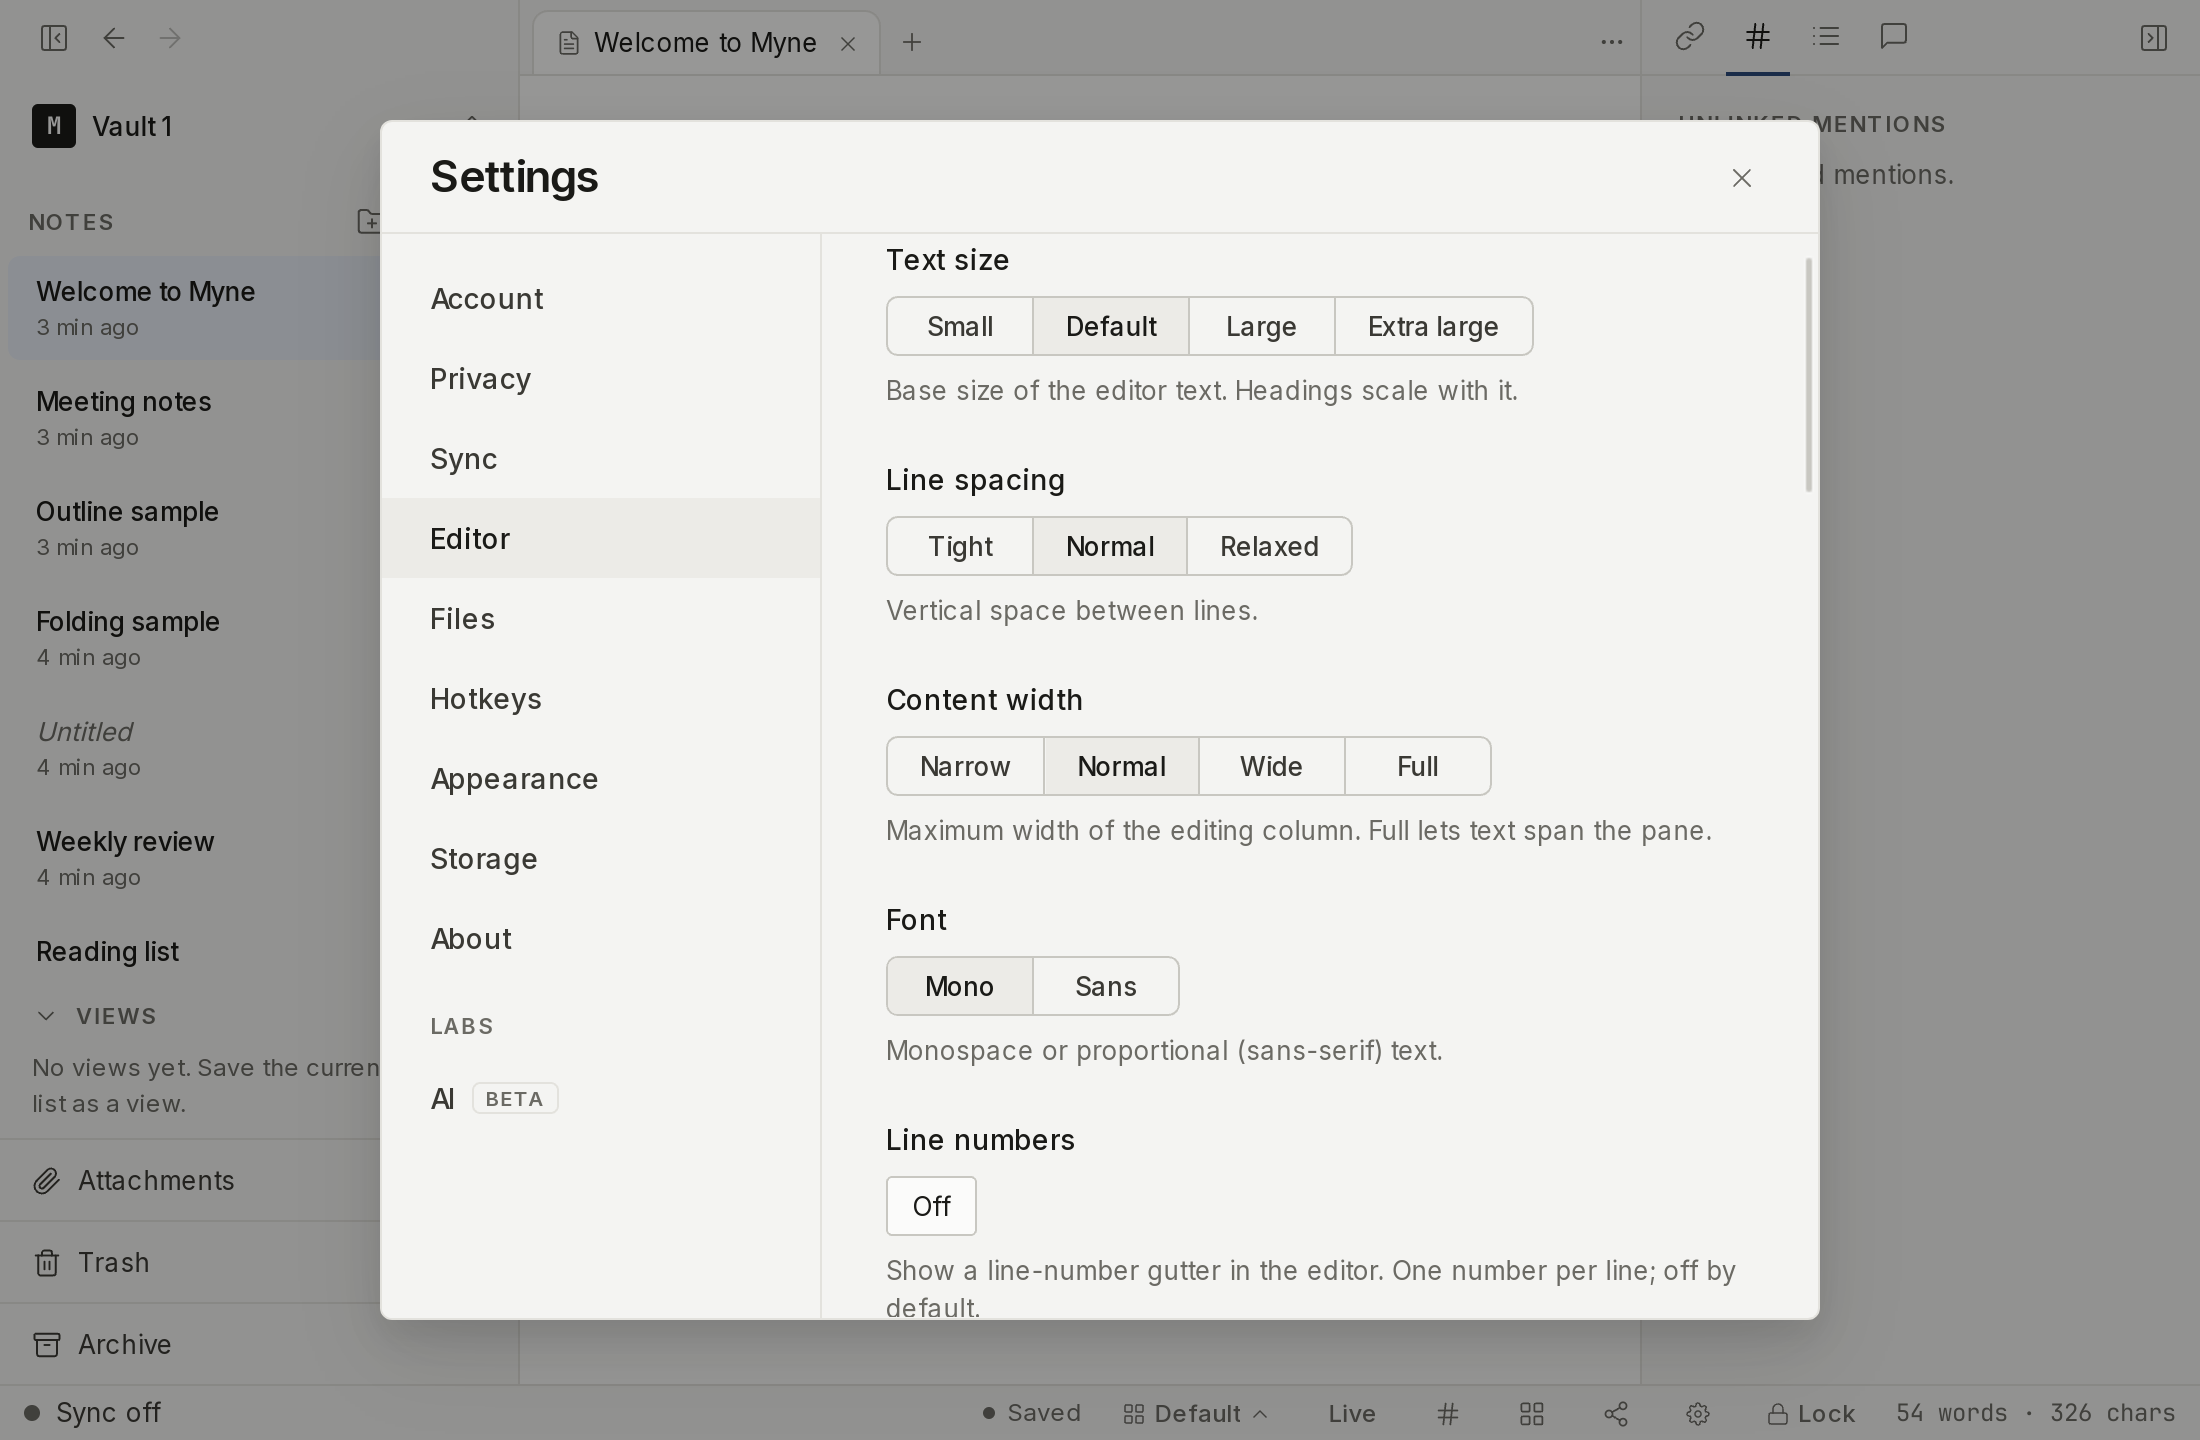 Welcome to Myne
M Vault 1
UNLINKED MENTIONS
mentions.
NOTES
Welcome to Myne
3 min ago
Meeting notes
3 min ago
Outline sample
3 min ago
Folding sample
4 min ago
Untitled
4 min ago
Weekly review
4 min ago
Reading list
VIEWS
No views yet. Save the curren
list as a view.
Attachments
Trash
Archive
Settings
Account
Privacy
Sync
Editor
Files
Hotkeys
Appearance
Storage
About
LABS
AI BETA
Text size
Small Default Large Extra large
Base size of the editor text. Headings scale with it.
Line spacing
Tight Normal Relaxed
Vertical space between lines.
Content width
Narrow Normal Wide Full
Maximum width of the editing column. Full lets text span the pane.
Font
Mono Sans
Monospace or proportional (sans-serif) text.
Line numbers
Off
Show a line-number gutter in the editor. One number per line; off by
default.
Sync off
Saved Default Live Lock 54 words · 326 chars